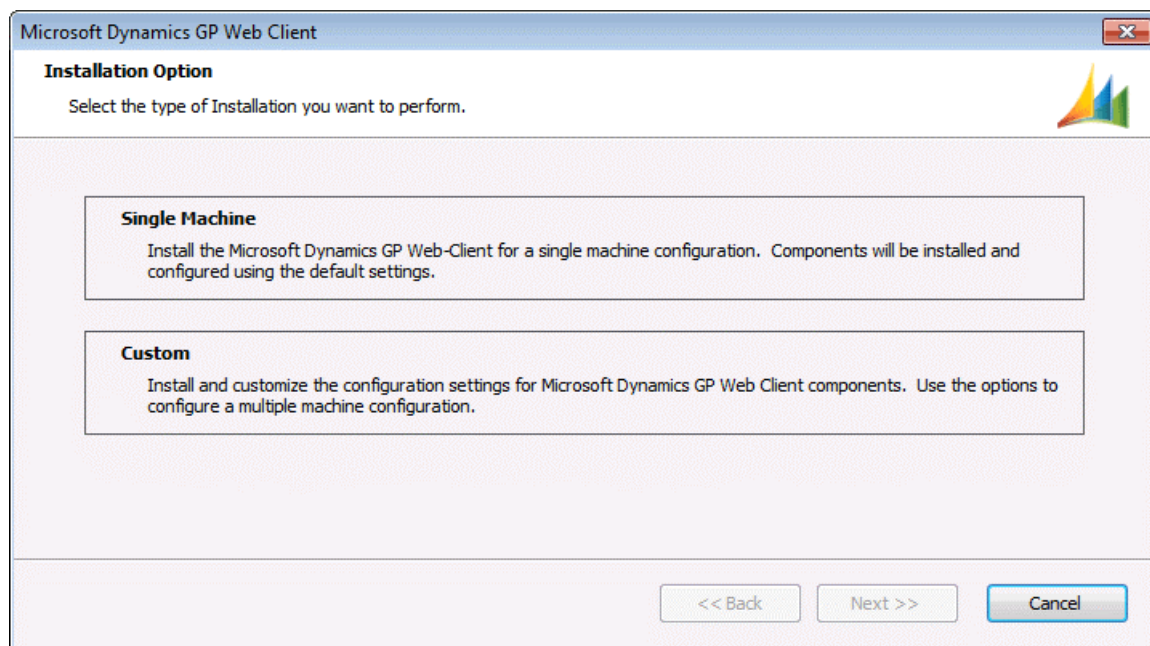 Microsoft Dynamics GP Web Client
Installation Option
Select the type of Installation you want to perform.
Single Machine
Install the Microsoft Dynamics GP Web-Client for a single machine configuration.  Components will be installed and
configured using the default settings.
Custom
Install and customize the configuration settings for Microsoft Dynamics GP Web Client components.  Use the options to
configure a multiple machine configuration.
<< Back
Next >>
Cancel